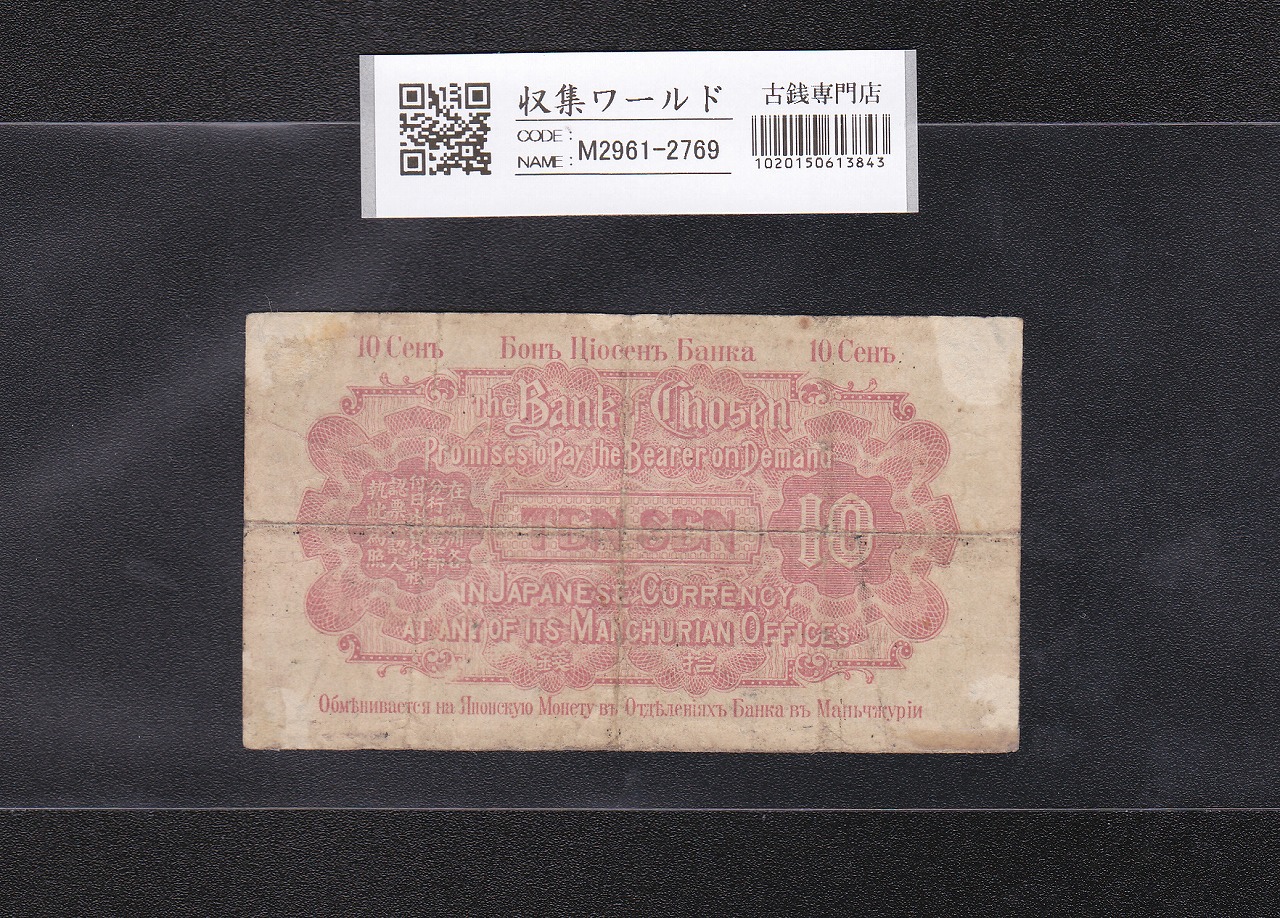 収集ワールド
古銭専門店
CODE :
NAME : M2961-2769
1020150613843
10 Сенъ Бонъ Ціосенъ Банка 10 Сенъ.
The Bank of Chosen
Promises to Pay the Bearer on Demand
TEN SEN
10
IN JAPANESE CURRENCY
AT ANY OF ITS MANCHURIAN OFFICES
拾
錢
Обмѣнивается на Японскую Монету въ Отдѣленіяхъ Банка въ Маньчжуріи